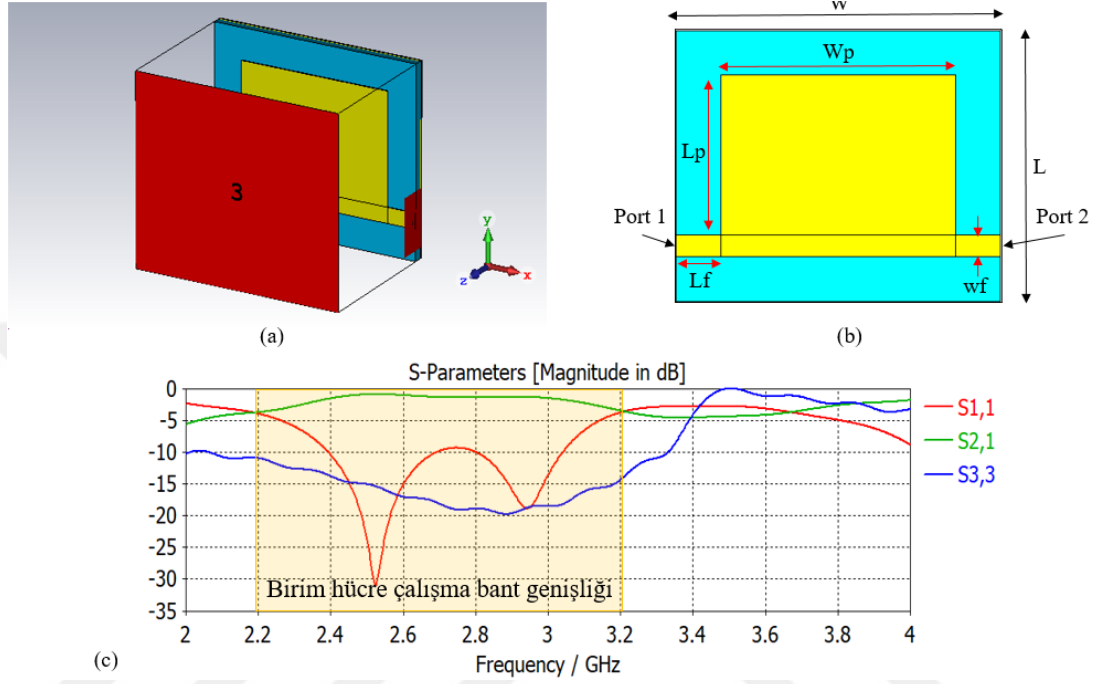 3
y
x
z
(a)
W
Wp
Lp
L
Port 1
Port 2
Lf
wf
(b)
S-Parameters [Magnitude in dB]
0
-5
-10
-15
-20
-25
-30
-35
S1,1
S2,1
S3,3
Birim hücre çalışma bant genişliği
2 2.2 2.4 2.6 2.8 3 3.2 3.4 3.6 3.8 4
Frequency / GHz
(c)